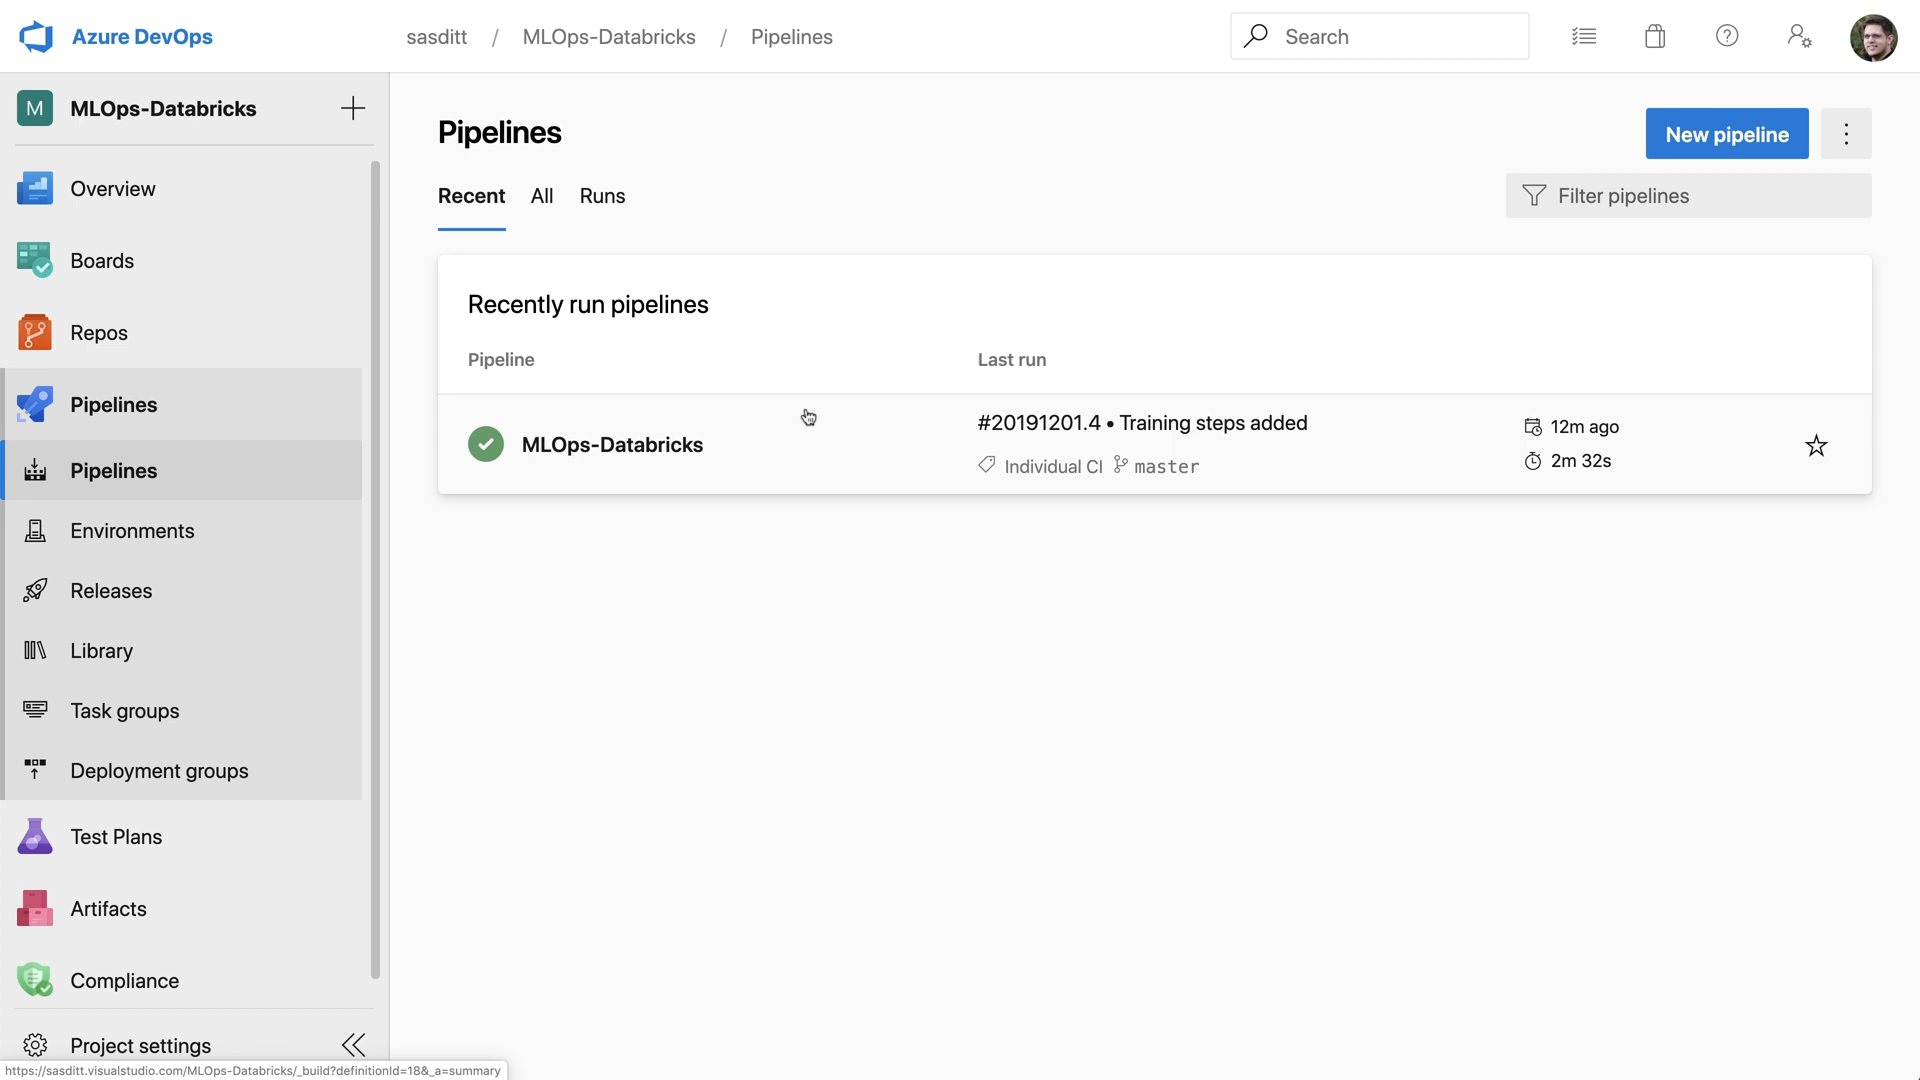 Azure DevOps
sasditt / MLOps-Databricks / Pipelines
Search
M MLOps-Databricks
Overview
Boards
Repos
Pipelines
Pipelines
Environments
Releases
Library
Task groups
Deployment groups
Test Plans
Artifacts
Compliance
Project settings
Pipelines
New pipeline
Recent All Runs
Filter pipelines
Recently run pipelines
Pipeline Last run
MLOps-Databricks
#20191201.4 • Training steps added
Individual CI master
12m ago
2m 32s
https://sasditt.visualstudio.com/MLOps-Databricks/_build?definitionId=18&_a=summary